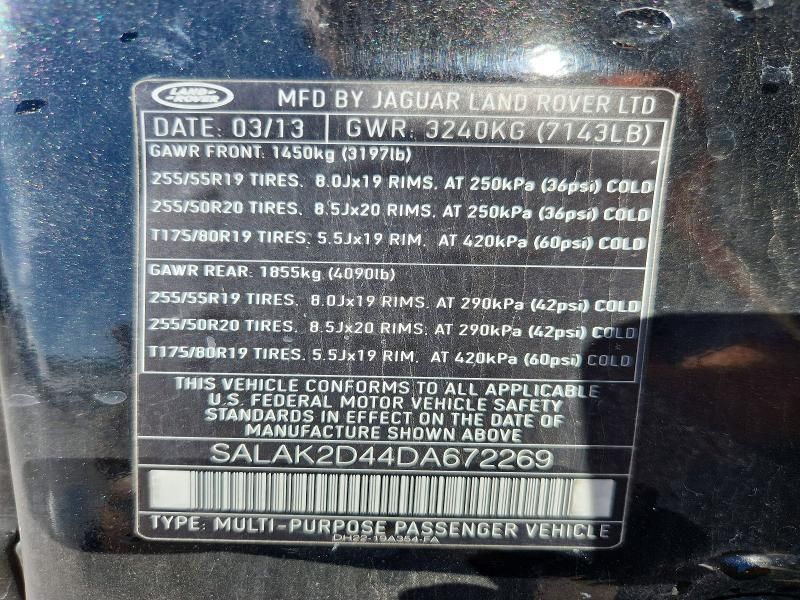 LAND ROVER MFD BY JAGUAR LAND ROVER LTD
DATE: 03/13 GWR: 3240KG (7143LB)
GAWR FRONT: 1450kg (3197lb)
255/55R19 TIRES. 8.0Jx19 RIMS. AT 250kPa (36psi) COLD
255/50R20 TIRES. 8.5Jx20 RIMS. AT 250kPa (36psi) COLD
T175/80R19 TIRES. 5.5Jx19 RIM. AT 420kPa (60psi) COLD
GAWR REAR: 1855kg (4090lb)
255/55R19 TIRES. 8.0Jx19 RIMS. AT 290kPa (42psi) COLD
255/50R20 TIRES. 8.5Jx20 RIMS. AT 290kPa (42psi) COLD
T175/80R19 TIRES. 5.5Jx19 RIM. AT 420kPa (60psi) COLD
THIS VEHICLE CONFORMS TO ALL APPLICABLE
U.S. FEDERAL MOTOR VEHICLE SAFETY
STANDARDS IN EFFECT ON THE DATE OF
MANUFACTURE SHOWN ABOVE
SALAK2D44DA672269
TYPE: MULTI-PURPOSE PASSENGER VEHICLE
DH22-19A354-FA